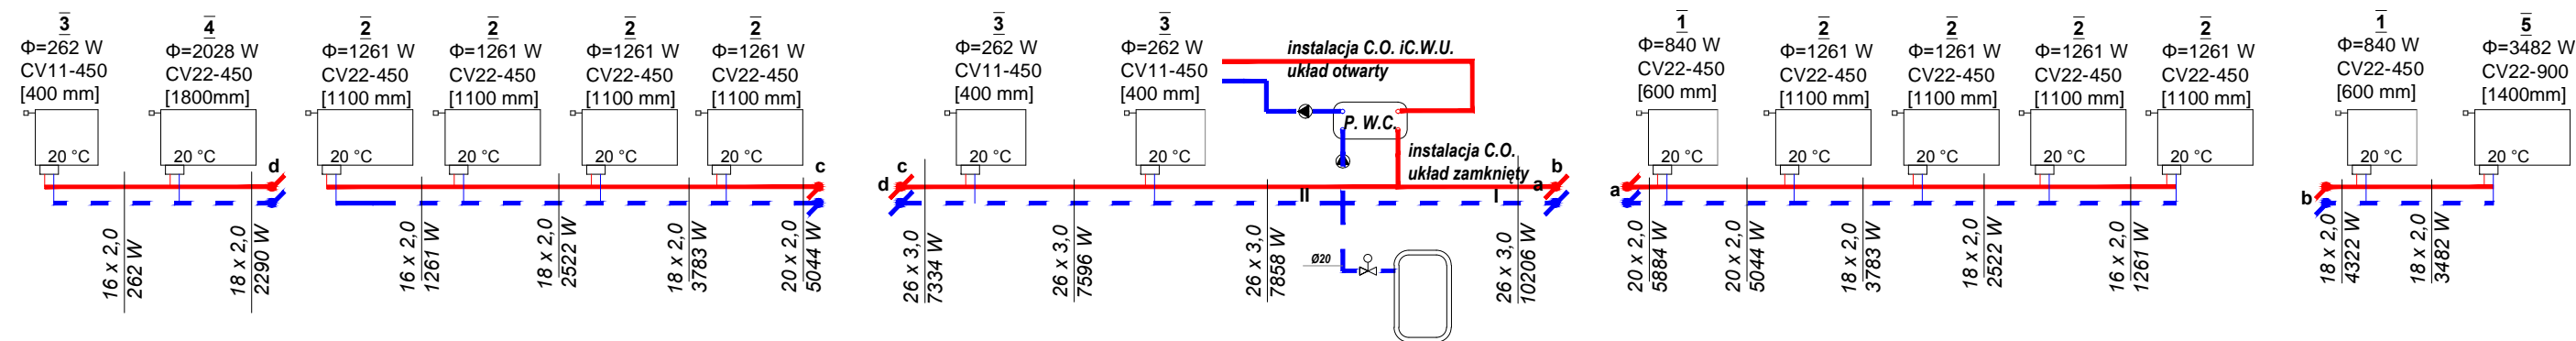 3
Φ=262 W
CV11-450
[400 mm]
20 °C
4
Φ=2028 W
CV22-450
[1800mm]
20 °C
d
16 x 2,0
262 W
18 x 2,0
2290 W
2
Φ=1261 W
CV22-450
[1100 mm]
20 °C
2
Φ=1261 W
CV22-450
[1100 mm]
20 °C
2
Φ=1261 W
CV22-450
[1100 mm]
20 °C
2
Φ=1261 W
CV22-450
[1100 mm]
20 °C
c
16 x 2,0
1261 W
18 x 2,0
2522 W
18 x 2,0
3783 W
20 x 2,0
5044 W
c
d
3
Φ=262 W
CV11-450
[400 mm]
20 °C
3
Φ=262 W
CV11-450
[400 mm]
20 °C
instalacja C.O. iC.W.U.
układ otwarty
P. W.C.
instalacja C.O.
układ zamknięty
b
a
II
I
26 x 3,0
7334 W
26 x 3,0
7596 W
26 x 3,0
7858 W
Ø20
26 x 3,0
10206 W
1
Φ=840 W
CV22-450
[600 mm]
20 °C
2
Φ=1261 W
CV22-450
[1100 mm]
20 °C
2
Φ=1261 W
CV22-450
[1100 mm]
20 °C
2
Φ=1261 W
CV22-450
[1100 mm]
20 °C
2
Φ=1261 W
CV22-450
[1100 mm]
20 °C
a
20 x 2,0
5884 W
20 x 2,0
5044 W
18 x 2,0
3783 W
18 x 2,0
2522 W
16 x 2,0
1261 W
1
Φ=840 W
CV22-450
[600 mm]
20 °C
5
Φ=3482 W
CV22-900
[1400mm]
20 °C
b
18 x 2,0
4322 W
18 x 2,0
3482 W